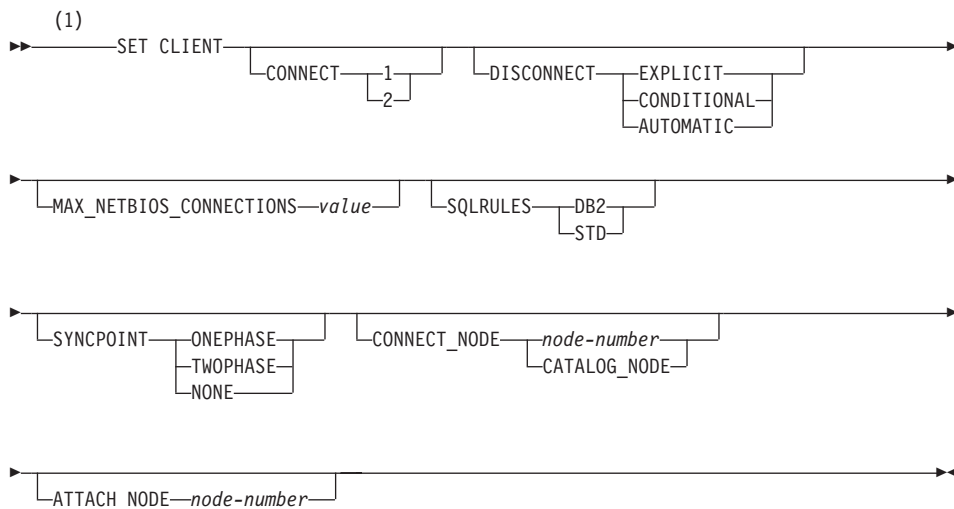 (1)
SET CLIENT
CONNECT 1 DISCONNECT EXPLICIT
2 CONDITIONAL
AUTOMATIC
MAX_NETBIOS_CONNECTIONS value SQLRULES DB2
STD
SYNCPOINT ONEPHASE CONNECT_NODE node-number
TWOPHASE CATALOG_NODE
NONE
ATTACH NODE node-number